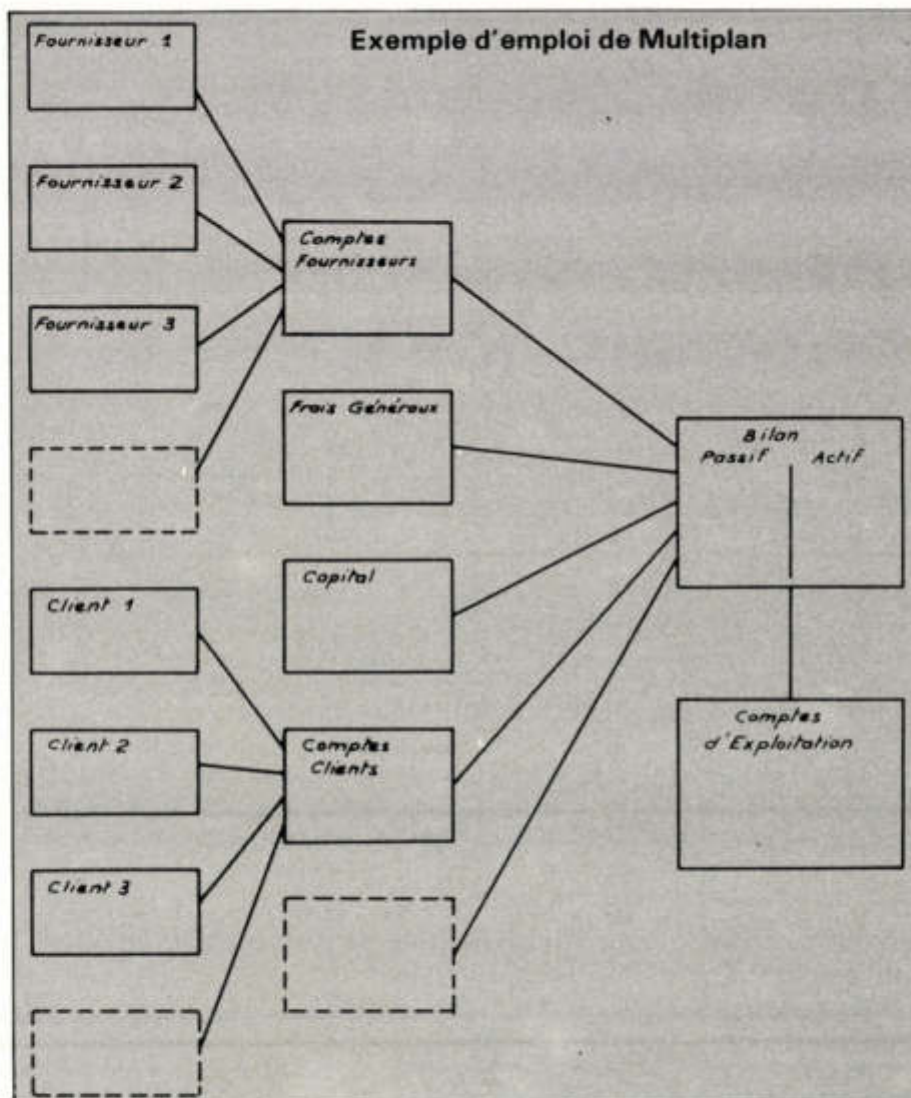 Exemple d'emploi de Multiplan
Fournisseur 1
Fournisseur 2
Fournisseur 3
Comptes
Fournisseurs
Frais Généraux
Capital
Client 1
Client 2
Client 3
Comptes
Clients
Bilan
Passif Actif
Comptes
d'Exploitation